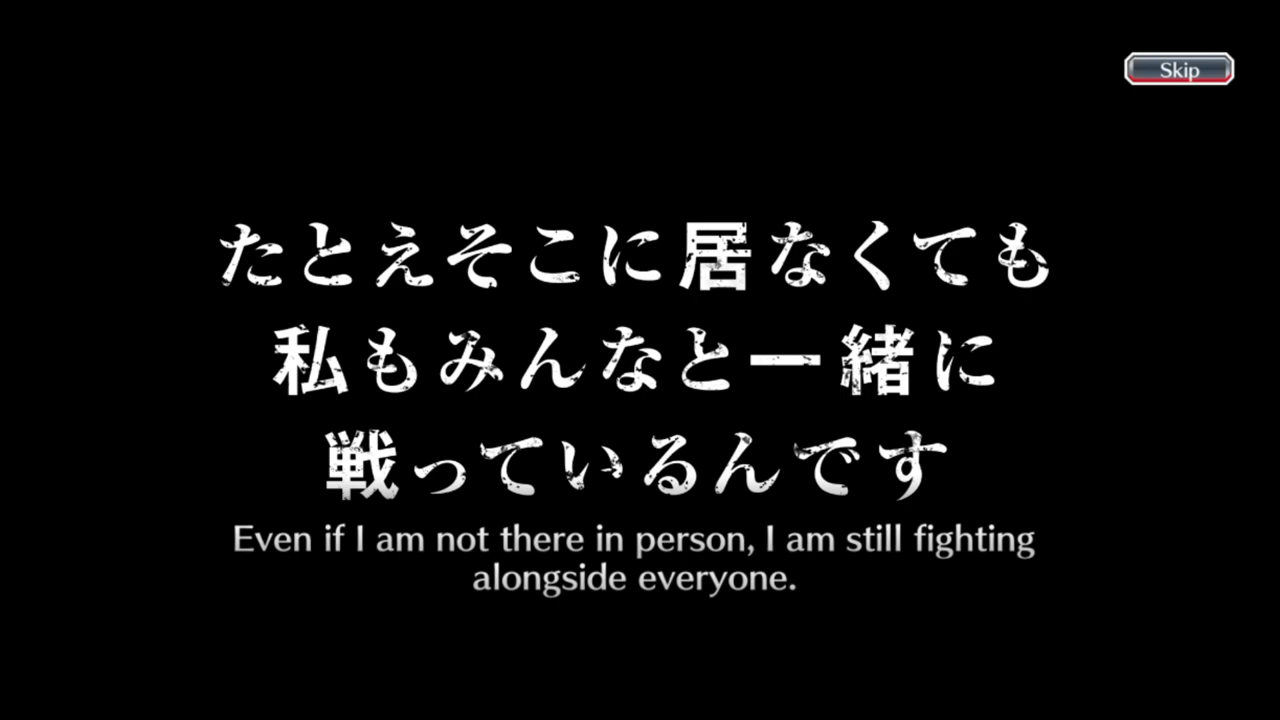 Skip
たとえそこに居なくても
私もみんなと一緒に
戦っているんです
Even if I am not there in person, I am still fighting
alongside everyone.